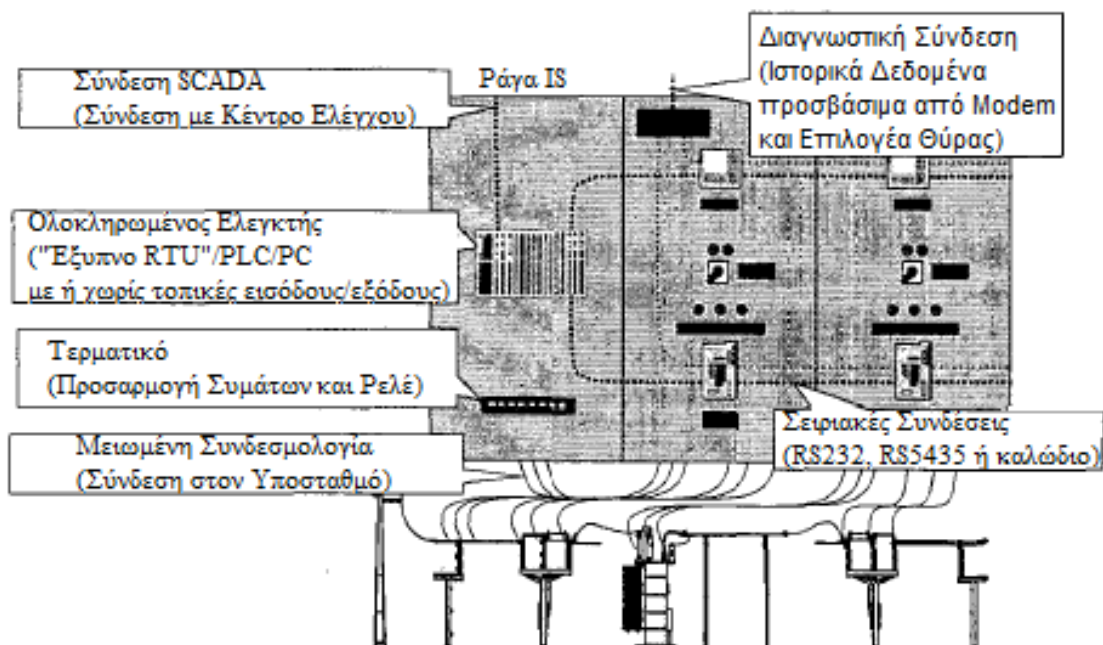 Διαγνωστική Σύνδεση
(Ιστορικά Δεδομένα
προσβάσιμα από Modem
και Επιλογέα Θύρας)
Σύνδεση SCADA
(Σύνδεση με Κέντρο Ελέγχου)
Ράγα IS
Ολοκληρωμένος Ελεγκτής
("Έξυπνο RTU"/PLC/PC
με ή χωρίς τοπικές εισόδους/εξόδους)
Τερματικό
(Προσαρμογή Συμάτων και Ρελέ)
Μειωμένη Συνδεσμολογία
(Σύνδεση στον Υποσταθμό)
Σειριακές Συνδέσεις
(RS232, RS5435 ή καλώδιο)